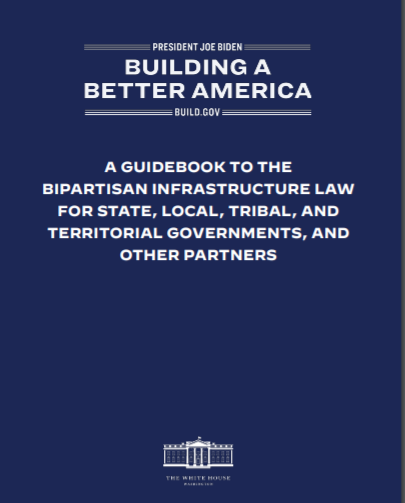 PRESIDENT JOE BIDEN
BUILDING A
BETTER AMERICA
BUILD.GOV
A GUIDEBOOK TO THE
BIPARTISAN INFRASTRUCTURE LAW
FOR STATE, LOCAL, TRIBAL, AND
TERRITORIAL GOVERNMENTS, AND
OTHER PARTNERS
THE WHITE HOUSE
WASHINGTON